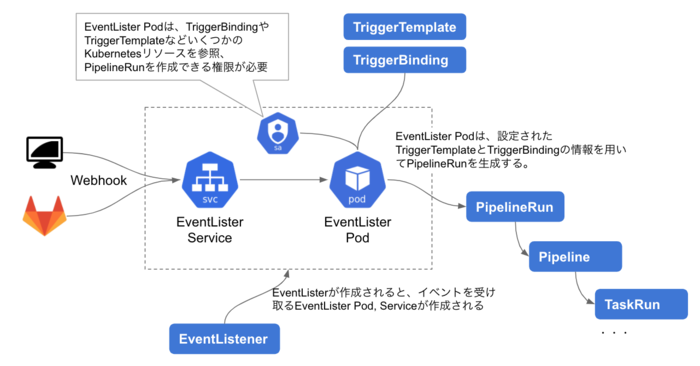 EventLister Podは、TriggerBindingや
TriggerTemplateなどいくつかの
Kubernetesリソースを参照、
PipelineRunを作成できる権限が必要
TriggerTemplate
TriggerBinding
sa
EventLister Podは、設定された
TriggerTemplateとTriggerBindingの情報を用い
てPipelineRunを生成する。
Webhook
svc
pod
EventLister
Service
EventLister
Pod
PipelineRun
Pipeline
TaskRun
・・・
EventListerが作成されると、イベントを受け
取るEventLister Pod, Serviceが作成される
EventListener